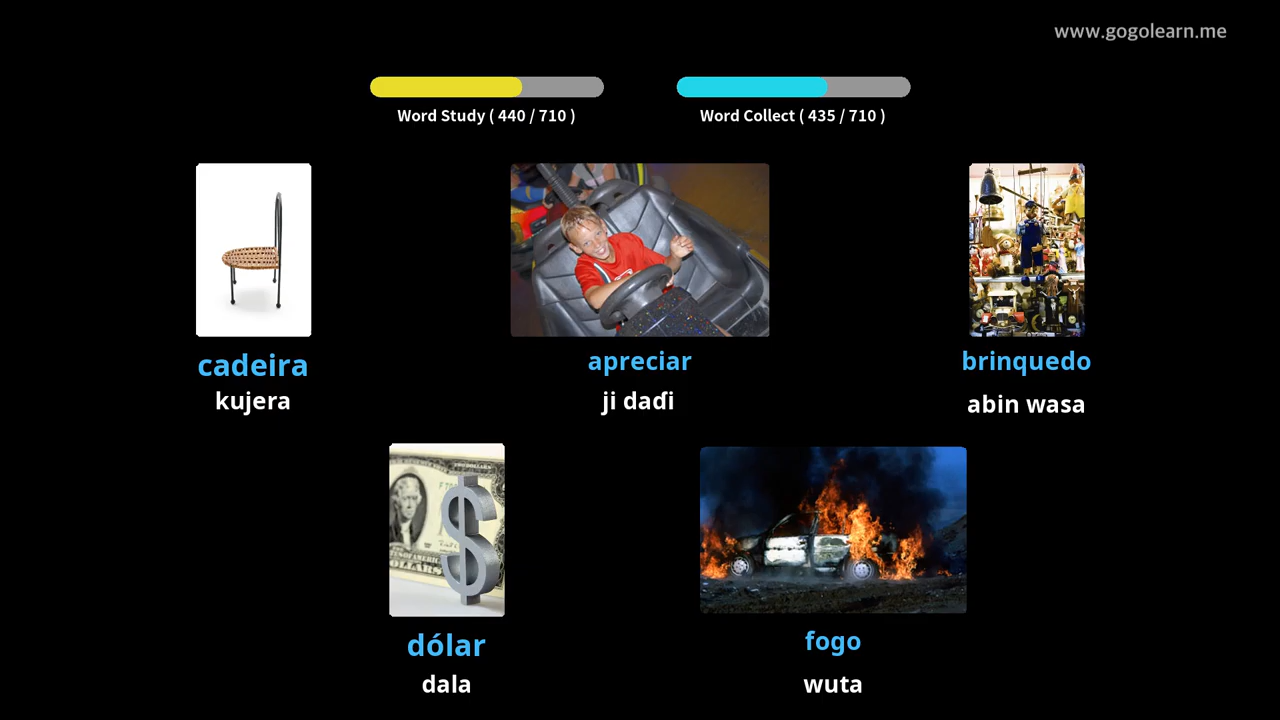 www.gogolearn.me
Word Study ( 440 / 710 )
Word Collect ( 435 / 710 )
cadeira
kujera
apreciar
ji daɗi
brinquedo
abin wasa
dólar
dala
fogo
wuta